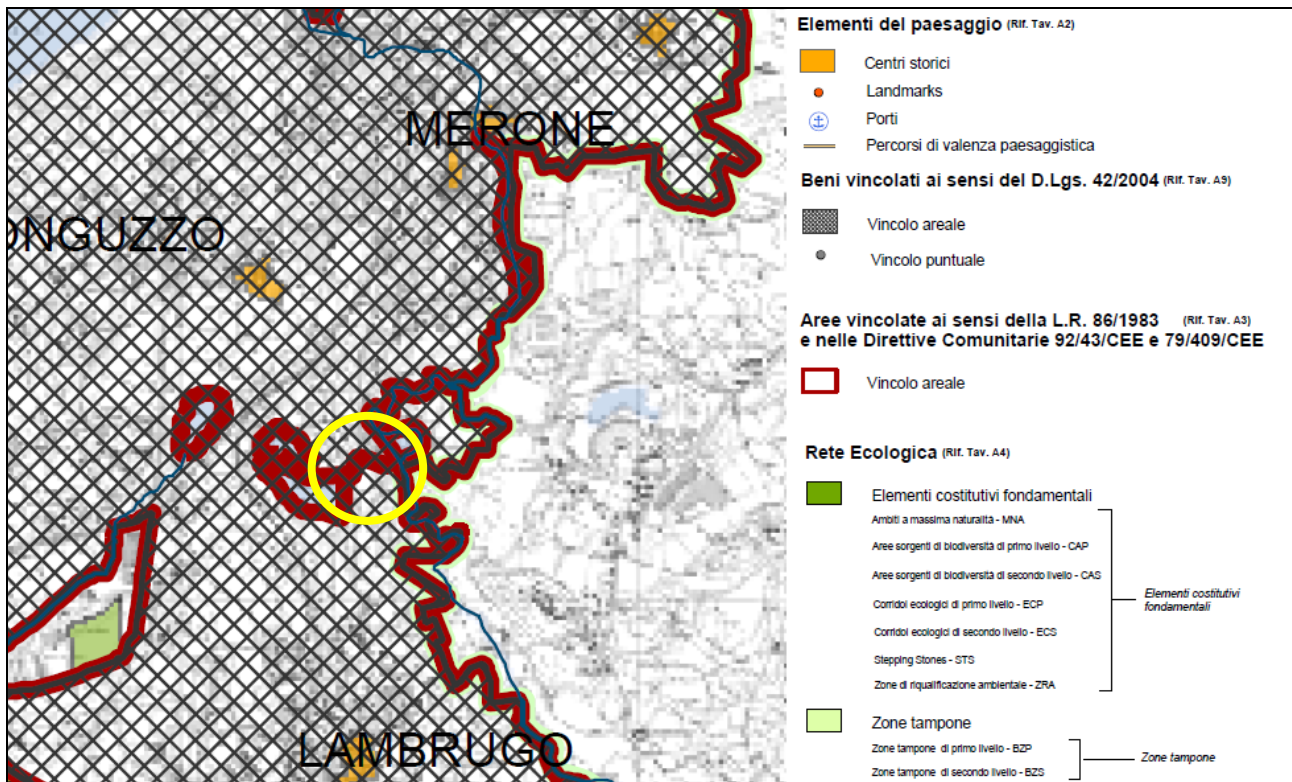 MERONE
ONGUZZO
LAMBRUGO
Elementi del paesaggio (Rif. Tav. A2)
Centri storici
Landmarks
Porti
Percorsi di valenza paesaggistica
Beni vincolati ai sensi del D.Lgs. 42/2004 (Rif. Tav. A9)
Vincolo areale
Vincolo puntuale
Aree vincolate ai sensi della L.R. 86/1983 (Rif. Tav. A3)
e nelle Direttive Comunitarie 92/43/CEE e 79/409/CEE
Vincolo areale
Rete Ecologica (Rif. Tav. A4)
Elementi costitutivi fondamentali
Ambiti a massima naturalità - MNA
Aree sorgenti di biodiversità di primo livello - CAP
Aree sorgenti di biodiversità di secondo livello - CAS
Corridoi ecologici di primo livello - ECP
Corridoi ecologici di secondo livello - ECS
Stepping Stones - STS
Zone di riqualificazione ambientale - ZRA
Elementi costitutivi
fondamentali
Zone tampone
Zone tampone di primo livello - BZP
Zone tampone di secondo livello - BZS
Zone tampone